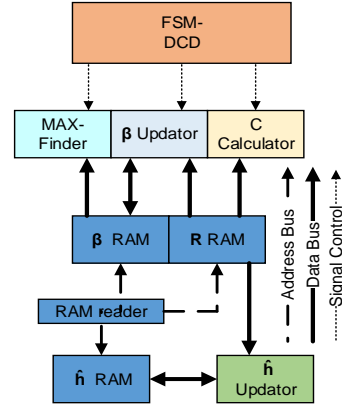 FSM-
DCD
MAX-
Finder
β Updator
C
Calculator
β RAM
R RAM
RAM reader
ĥ RAM
ĥ
Updator
Address Bus
Data Bus
Signal Control